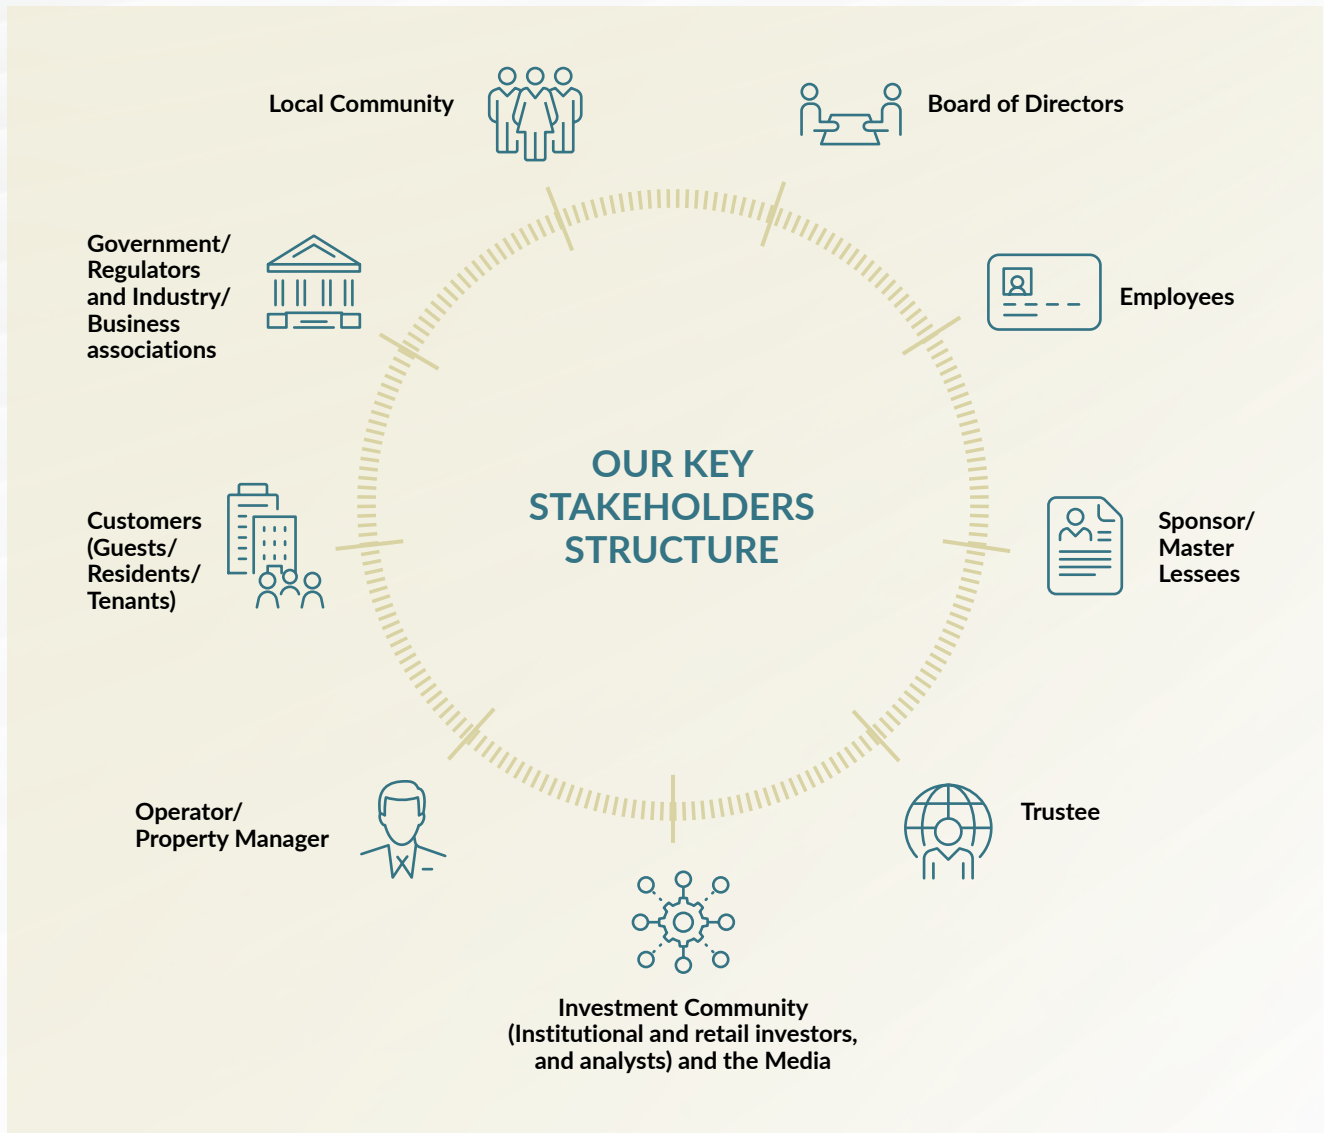 Local Community
Board of Directors
Government/
Regulators
and Industry/
Business
associations
Employees
OUR KEY
STAKEHOLDERS
STRUCTURE
Customers
(Guests/
Residents/
Tenants)
Sponsor/
Master
Lessees
Operator/
Property Manager
Trustee
Investment Community
(Institutional and retail investors,
and analysts) and the Media